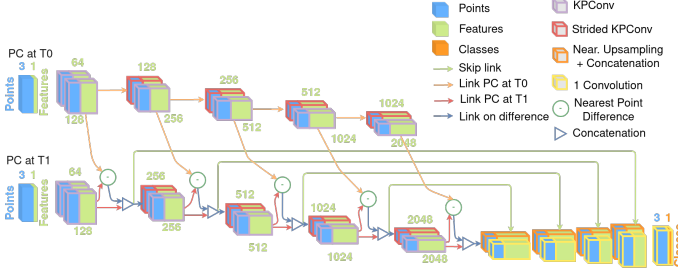 Points
Features
Classes
Skip link
Link PC at T0
Link PC at T1
Link on difference
KPConv
Strided KPConv
Near. Upsampling
+ Concatenation
1 Convolution
Nearest Point
Difference
Concatenation
PC at T0
3 1
Points
Features
64
128
128
256
256
512
512
1024
1024
2048
PC at T1
3 1
Points
Features
64
128
256
256
512
512
1024
1024
2048
2048
3 1